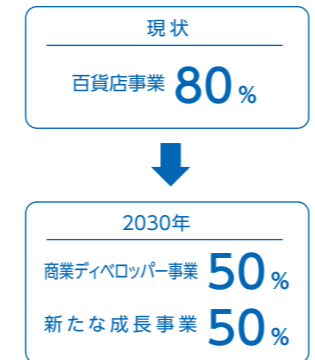 現状
百貨店事業 80%
2030年
商業ディベロッパー事業 50%
新たな成長事業 50%